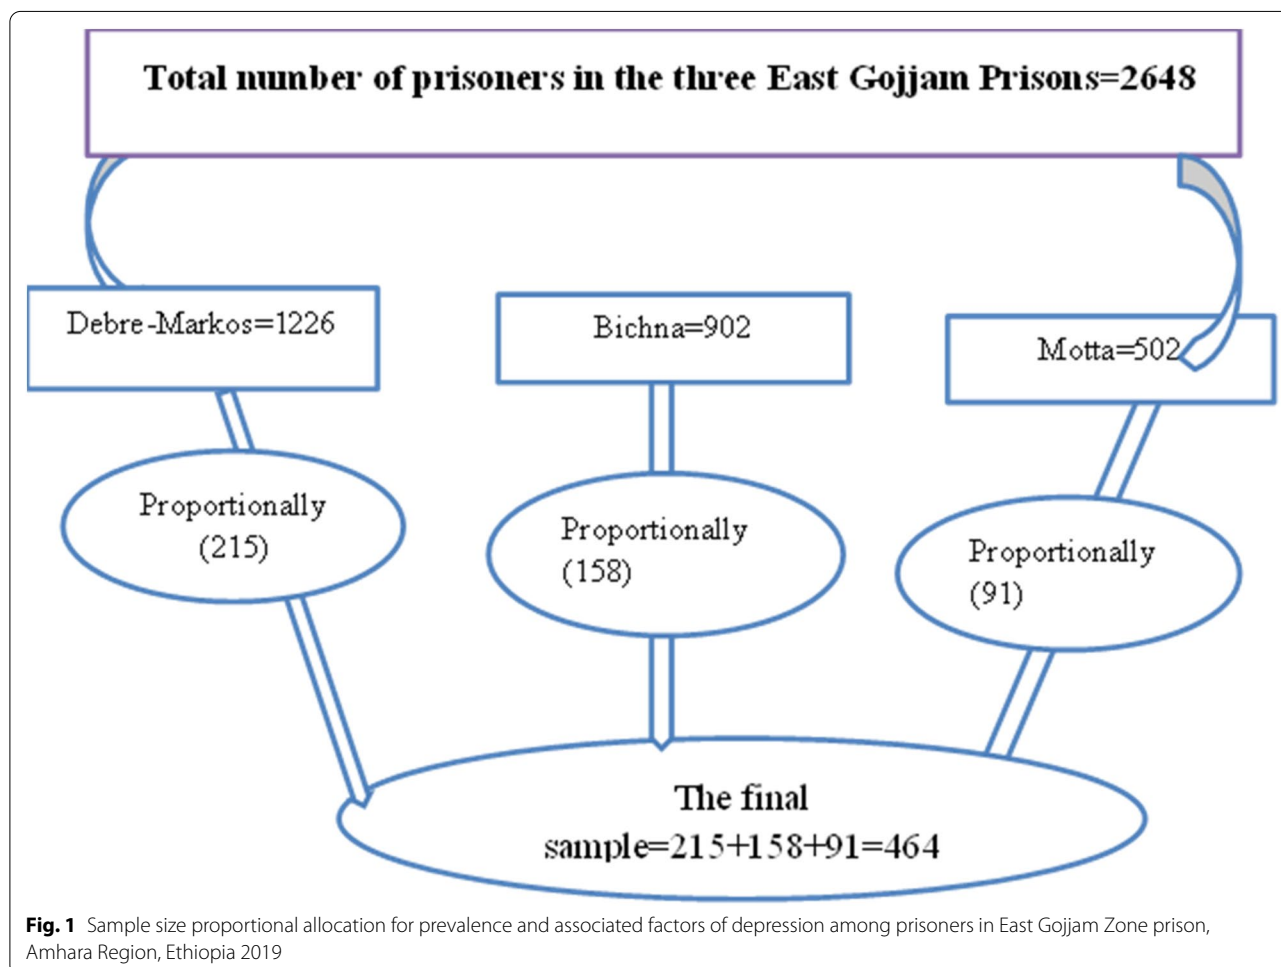 Total number of prisoners in the three East Gojjam Prisons=2648
Debre-Markos=1226
Bichna=902
Motta=502
Proportionally
(215)
Proportionally
(158)
Proportionally
(91)
The final
sample=215+158+91=464
Fig. 1 Sample size proportional allocation for prevalence and associated factors of depression among prisoners in East Gojjam Zone prison,
Amhara Region, Ethiopia 2019